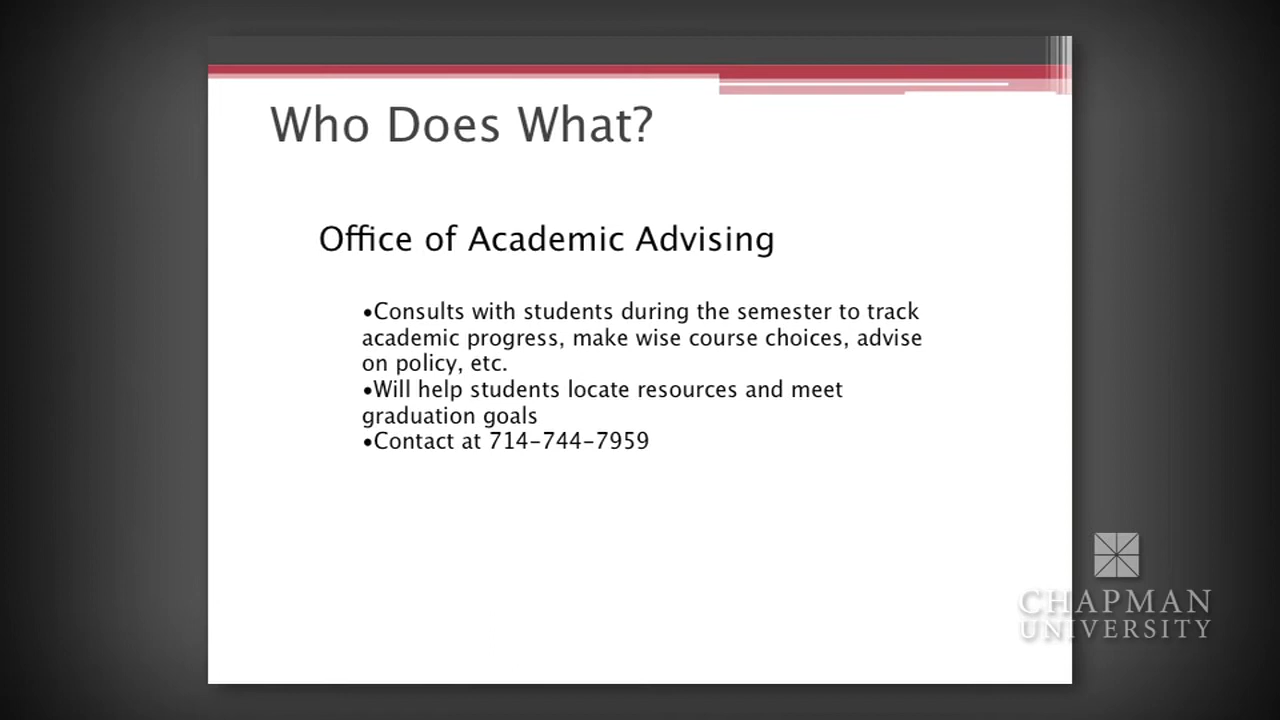 Who Does What?
Office of Academic Advising
•Consults with students during the semester to track
academic progress, make wise course choices, advise
on policy, etc.
•Will help students locate resources and meet
graduation goals
•Contact at 714-744-7959
CHAPMAN
UNIVERSITY